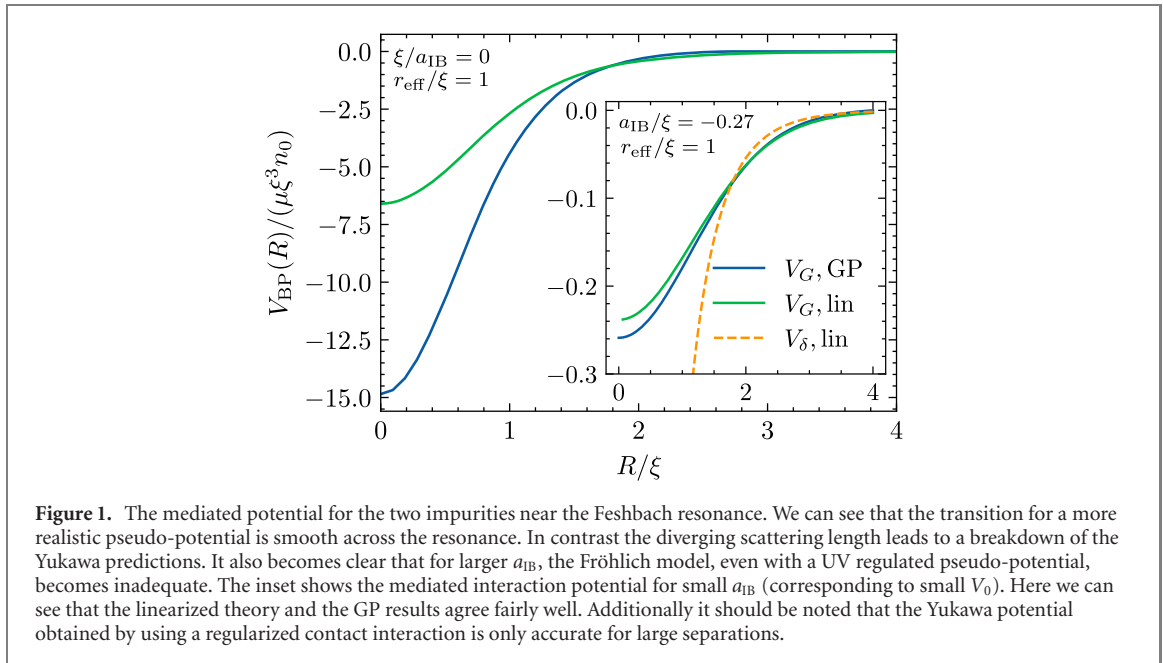 0.0
−2.5
−5.0
−7.5
−10.0
−12.5
−15.0
V_BP(R)/(μξ³n₀)
ξ/a_IB = 0
r_eff/ξ = 1
0.0
−0.1
−0.2
−0.3
a_IB/ξ = −0.27
r_eff/ξ = 1
V_G, GP
V_G, lin
V_δ, lin
0 2 4
0 1 2 3 4
R/ξ
Figure 1. The mediated potential for the two impurities near the Feshbach resonance. We can see that the transition for a more
realistic pseudo-potential is smooth across the resonance. In contrast the diverging scattering length leads to a breakdown of the
Yukawa predictions. It also becomes clear that for larger a_IB, the Fröhlich model, even with a UV regulated pseudo-potential,
becomes inadequate. The inset shows the mediated interaction potential for small a_IB (corresponding to small V₀). Here we can
see that the linearized theory and the GP results agree fairly well. Additionally it should be noted that the Yukawa potential
obtained by using a regularized contact interaction is only accurate for large separations.